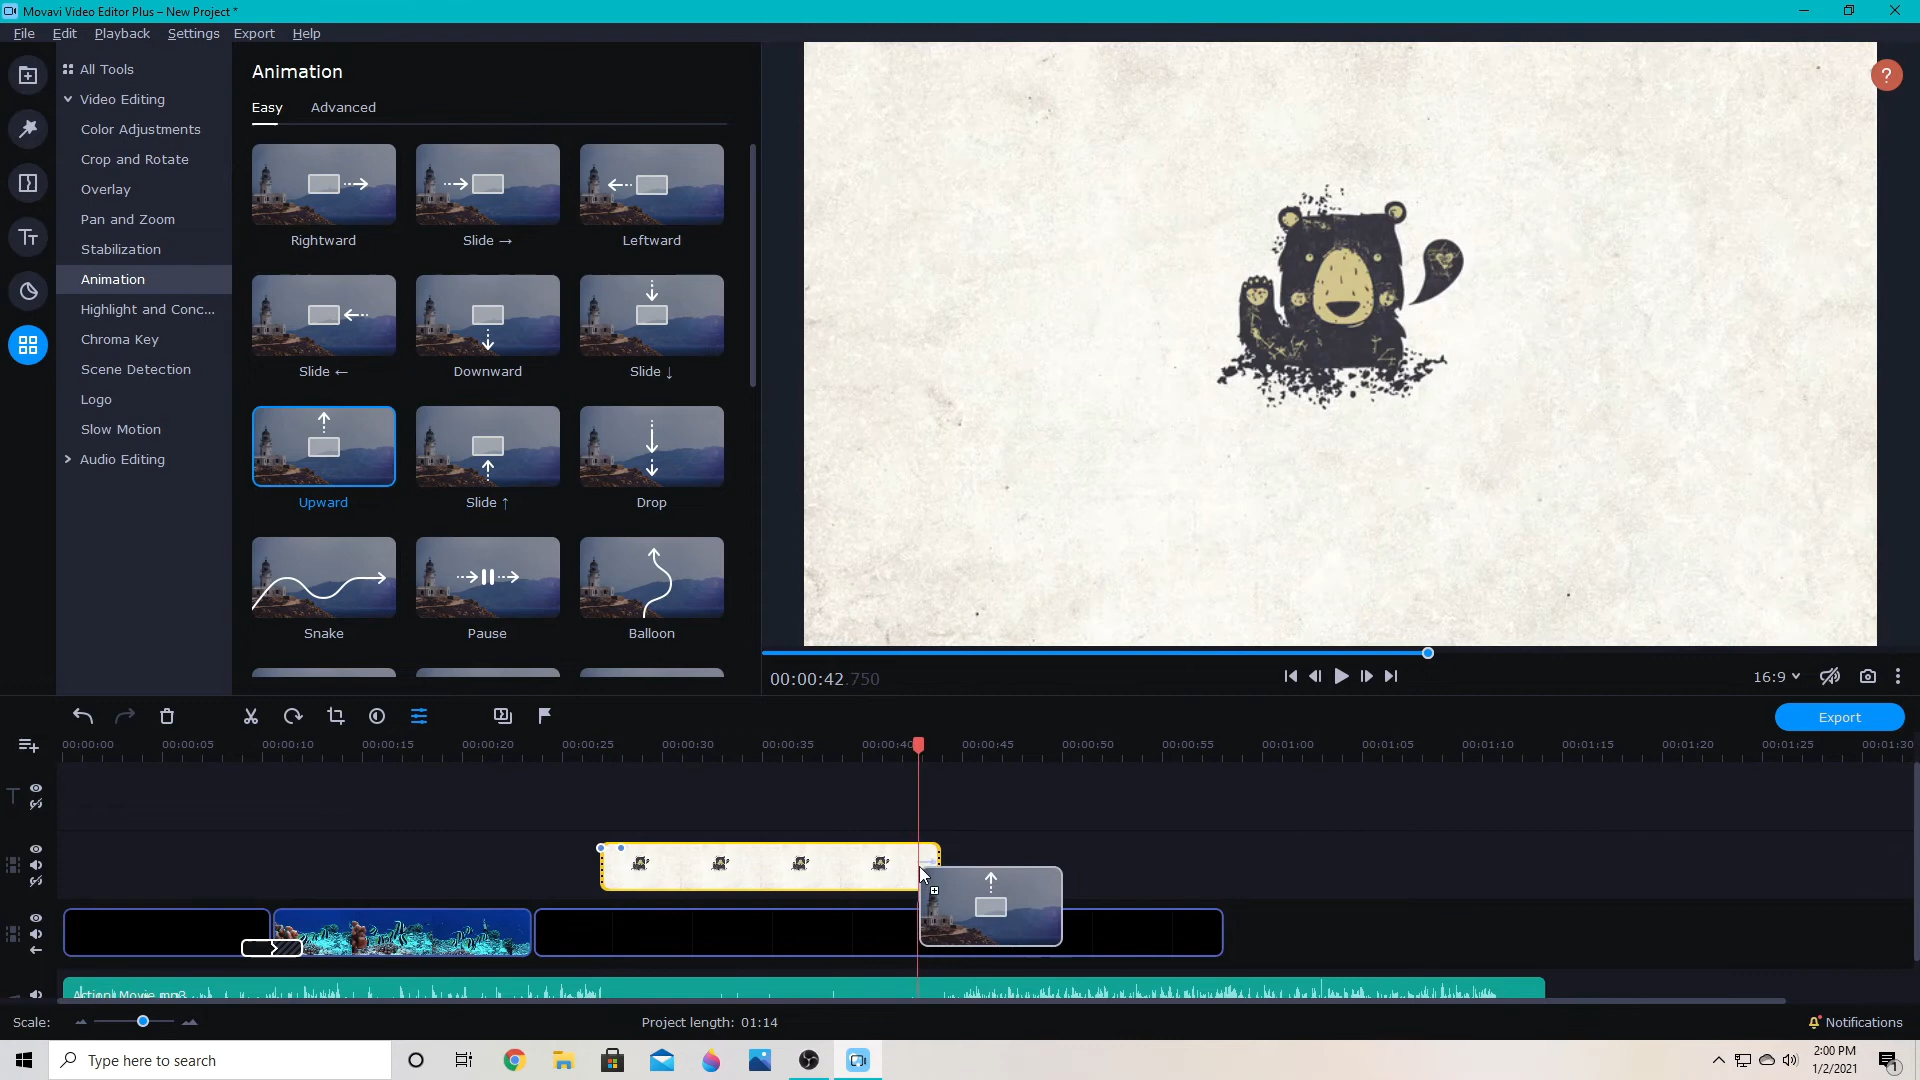 Movavi Video Editor Plus – New Project *
File Edit Playback Settings Export Help
All Tools
Video Editing
Color Adjustments
Crop and Rotate
Overlay
Pan and Zoom
Stabilization
Animation
Highlight and Conc...
Chroma Key
Scene Detection
Logo
Slow Motion
Audio Editing
Animation
Easy Advanced
Rightward Slide → Leftward
Slide ← Downward Slide ↓
Upward Slide ↑ Drop
Snake Pause Balloon
?
00:00:42.750
16:9
Export
00:00:00 00:00:05 00:00:10 00:00:15 00:00:20 00:00:25 00:00:30 00:00:35 00:00:40 00:00:45 00:00:50 00:00:55 00:01:00 00:01:05 00:01:10 00:01:15 00:01:20 00:01:25 00:01:30
Action Movie.mp3
Scale:
Project length: 01:14
Notifications
Type here to search
2:00 PM
1/2/2021
1